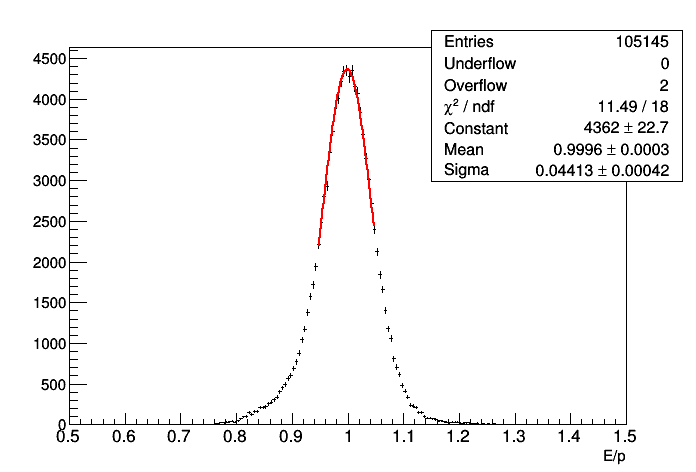 Entries 105145
Underflow 0
Overflow 2
χ² / ndf 11.49 / 18
Constant 4362 ± 22.7
Mean 0.9996 ± 0.0003
Sigma 0.04413 ± 0.00042
4500
4000
3500
3000
2500
2000
1500
1000
500
0
0.5 0.6 0.7 0.8 0.9 1 1.1 1.2 1.3 1.4 1.5
E/p